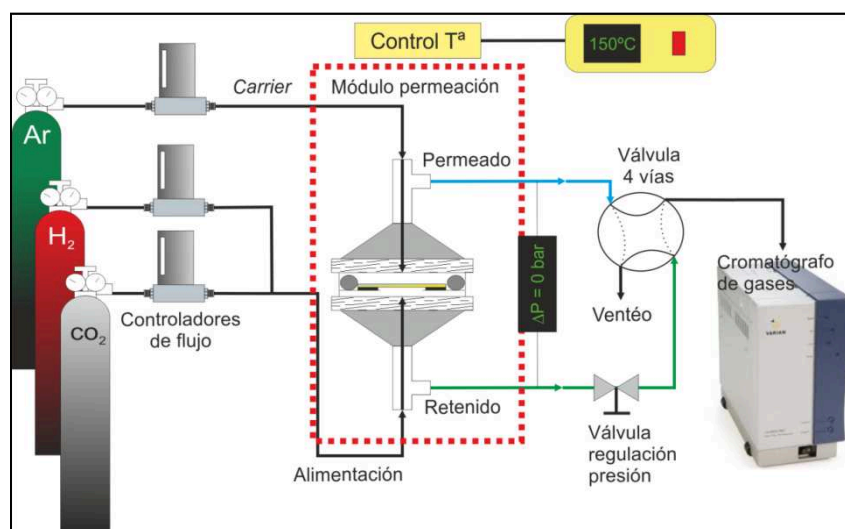 Control Tª
150ºC
Carrier
Módulo permeación
Ar
Permeado
Válvula
4 vías
H2
CO2
Controladores
de flujo
ΔP = 0 bar
Ventéo
Cromatógrafo
de gases
VARIAN
Retenido
Válvula
regulación
presión
Alimentación